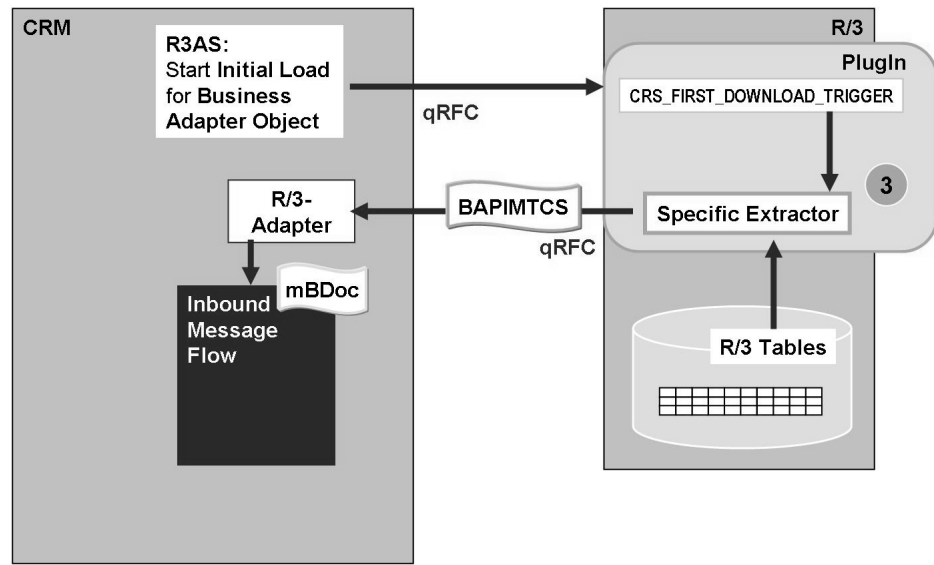 CRM
R3AS:
Start Initial Load
for Business
Adapter Object
qRFC
R/3
PlugIn
CRS_FIRST_DOWNLOAD_TRIGGER
3
R/3-
Adapter
BAPIMTCS
qRFC
Specific Extractor
mBDoc
Inbound
Message
Flow
R/3 Tables